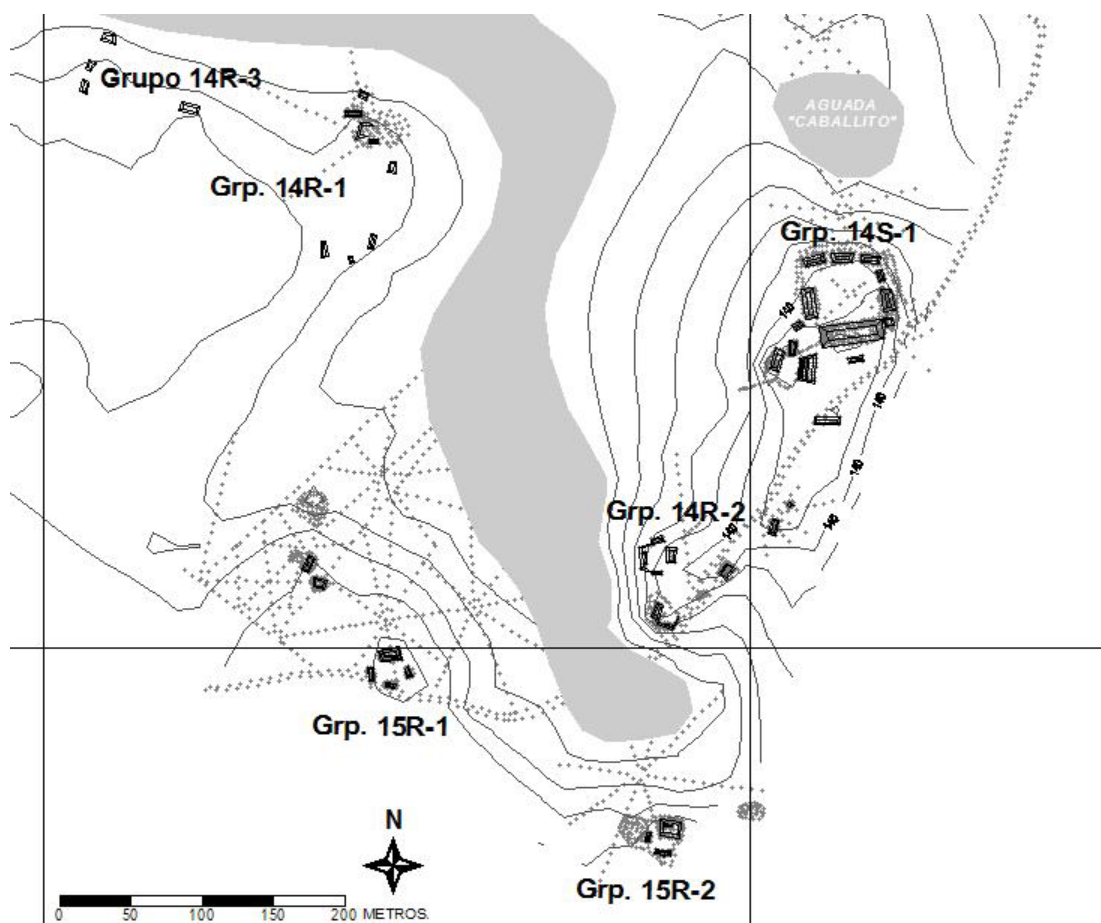 Grupo 14R-3
AGUADA
"CABALLITO"
Grp. 14R-1
Grp. 14S-1
140
140
140
Grp. 14R-2
140
140
Grp. 15R-1
N
Grp. 15R-2
0 50 100 150 200 METROS.